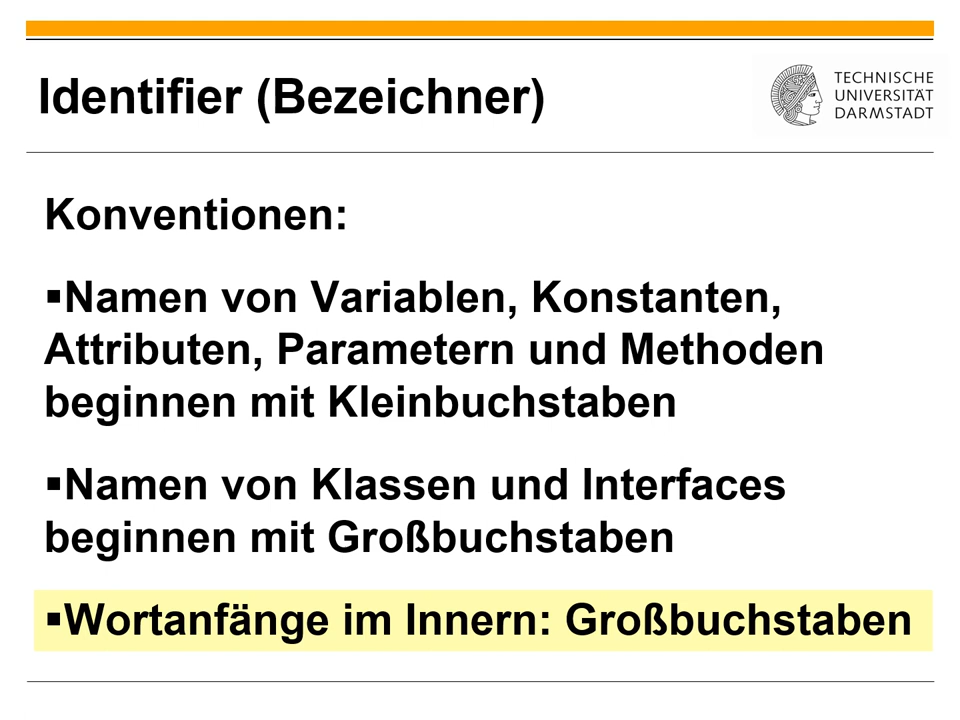 Identifier (Bezeichner)
TECHNISCHE
UNIVERSITÄT
DARMSTADT
Konventionen:
▪Namen von Variablen, Konstanten,
Attributen, Parametern und Methoden
beginnen mit Kleinbuchstaben
▪Namen von Klassen und Interfaces
beginnen mit Großbuchstaben
▪Wortanfänge im Innern: Großbuchstaben